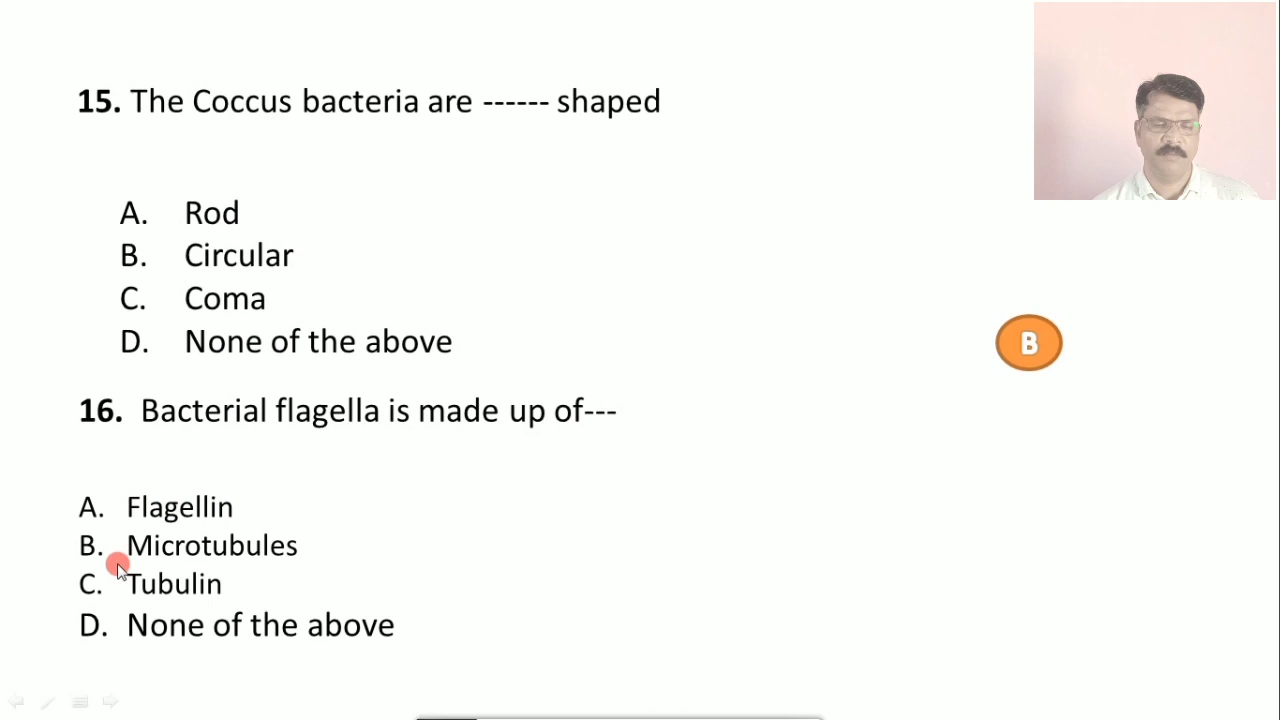 15. The Coccus bacteria are ------ shaped
A. Rod
B. Circular
C. Coma
D. None of the above
B
16. Bacterial flagella is made up of---
A. Flagellin
B. Microtubules
C. Tubulin
D. None of the above